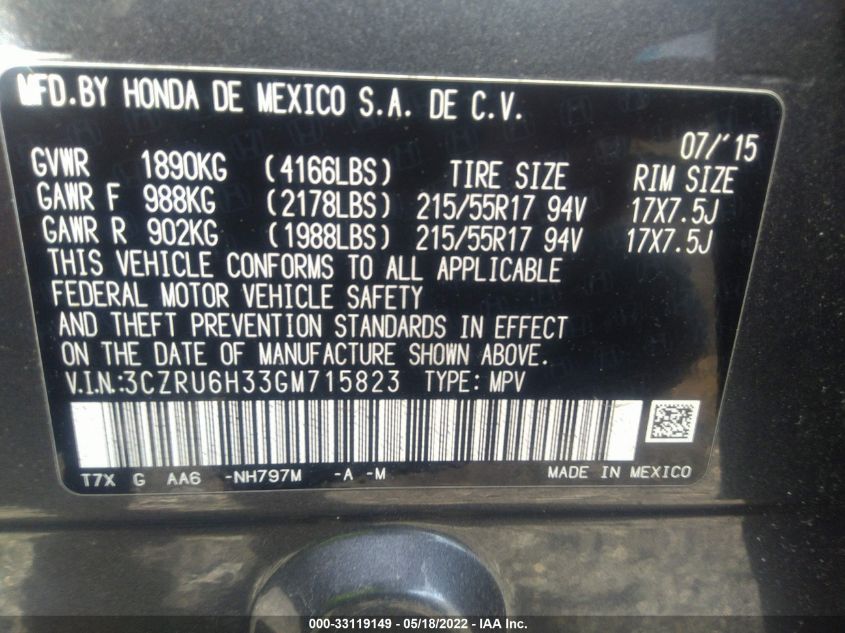 MFD.BY HONDA DE MEXICO S.A. DE C.V.
07/'15
GVWR 1890KG (4166LBS) TIRE SIZE RIM SIZE
GAWR F 988KG (2178LBS) 215/55R17 94V 17X7.5J
GAWR R 902KG (1988LBS) 215/55R17 94V 17X7.5J
THIS VEHICLE CONFORMS TO ALL APPLICABLE
FEDERAL MOTOR VEHICLE SAFETY
AND THEFT PREVENTION STANDARDS IN EFFECT
ON THE DATE OF MANUFACTURE SHOWN ABOVE.
V.I.N.:3CZRU6H33GM715823 TYPE: MPV
T7X G AA6 -NH797M -A -M MADE IN MEXICO
000-33119149 - 05/18/2022 - IAA Inc.